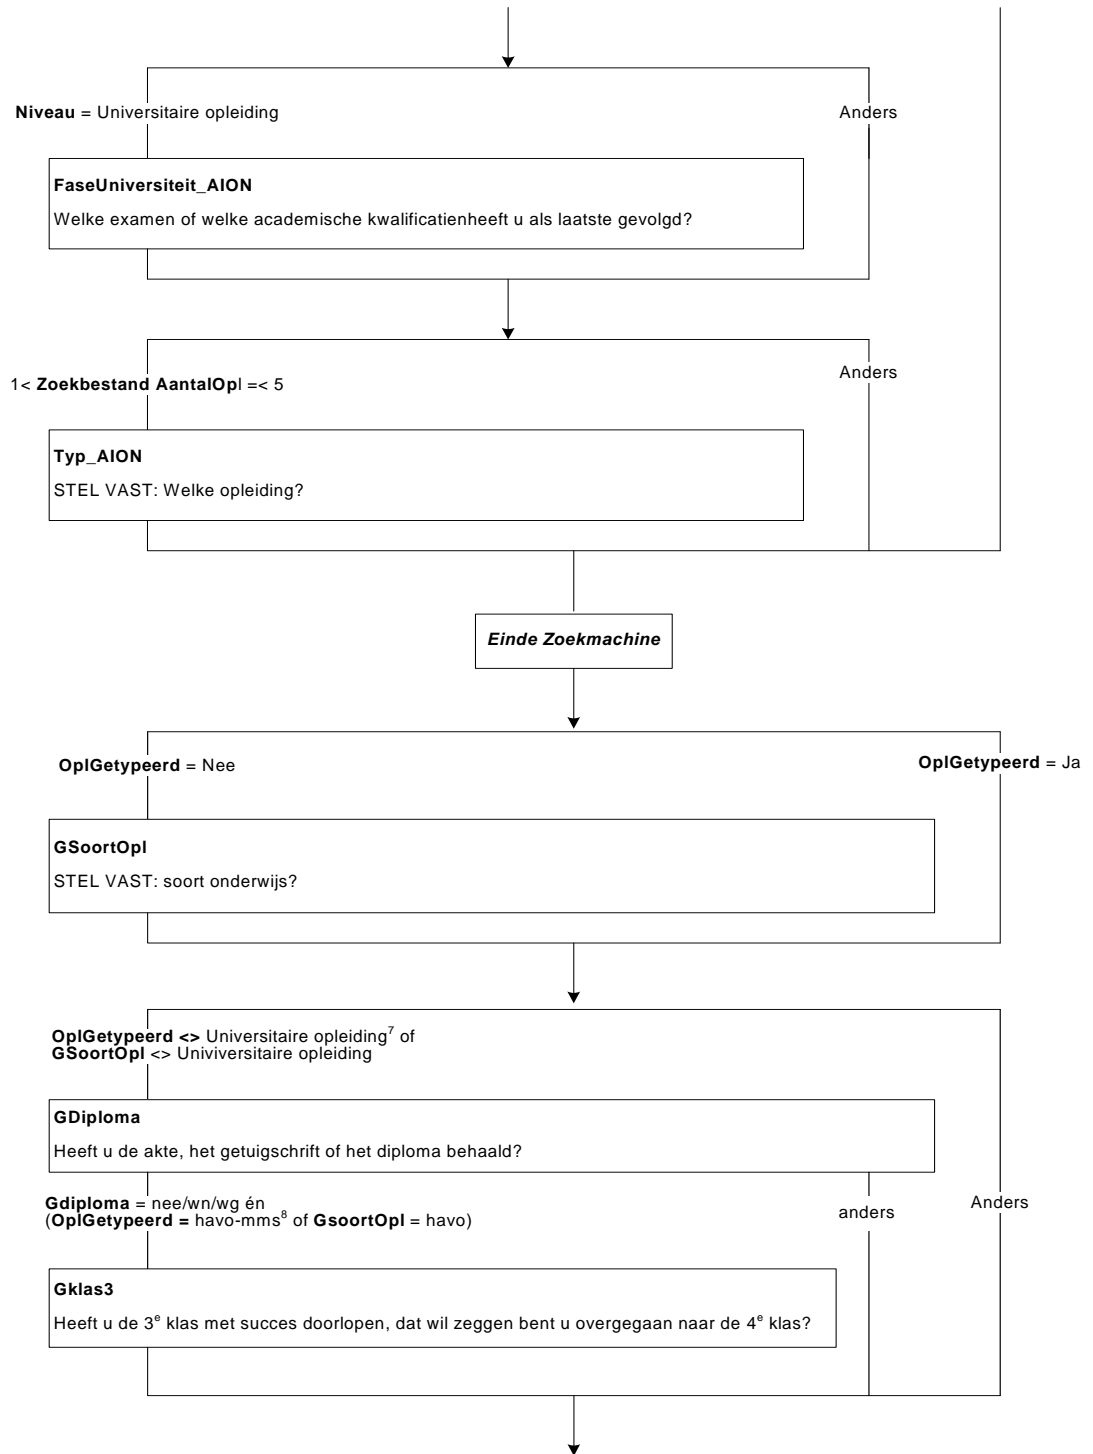 Niveau = Universitaire opleiding
Anders
FaseUniversiteit_AION
Welke examen of welke academische kwalificatienheeft u als laatste gevolgd?
Anders
1< Zoekbestand AantalOpl =< 5
Typ_AION
STEL VAST: Welke opleiding?
Einde Zoekmachine
OplGetypeerd = Nee
OplGetypeerd = Ja
GSoortOpl
STEL VAST: soort onderwijs?
OplGetypeerd <> Universitaire opleiding⁷ of
GSoortOpl <> Univiversitaire opleiding
GDiploma
Heeft u de akte, het getuigschrift of het diploma behaald?
Gdiploma = nee/wn/wg én
(OplGetypeerd = havo-mms⁸ of GsoortOpl = havo)
anders
Anders
Gklas3
Heeft u de 3ᵉ klas met succes doorlopen, dat wil zeggen bent u overgegaan naar de 4ᵉ klas?